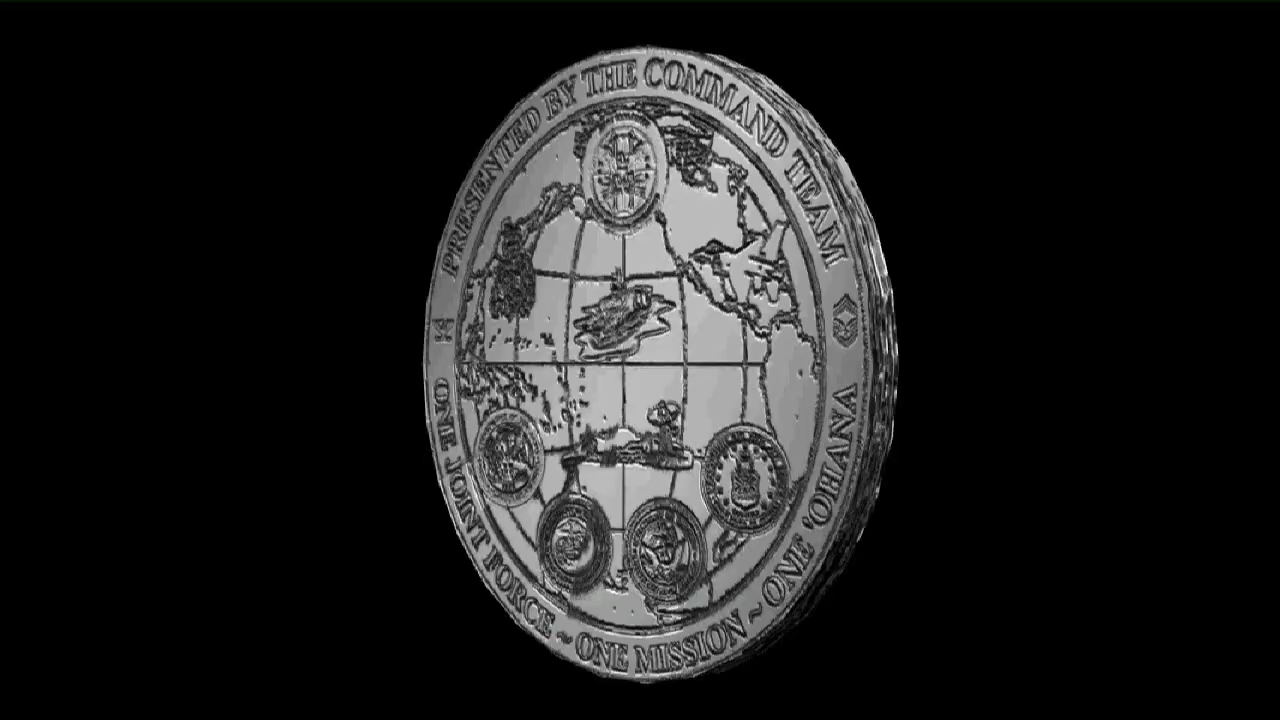 PRESENTED BY THE COMMAND TEAM
ONE JOINT FORCE ~ ONE MISSION ~ ONE 'OHANA